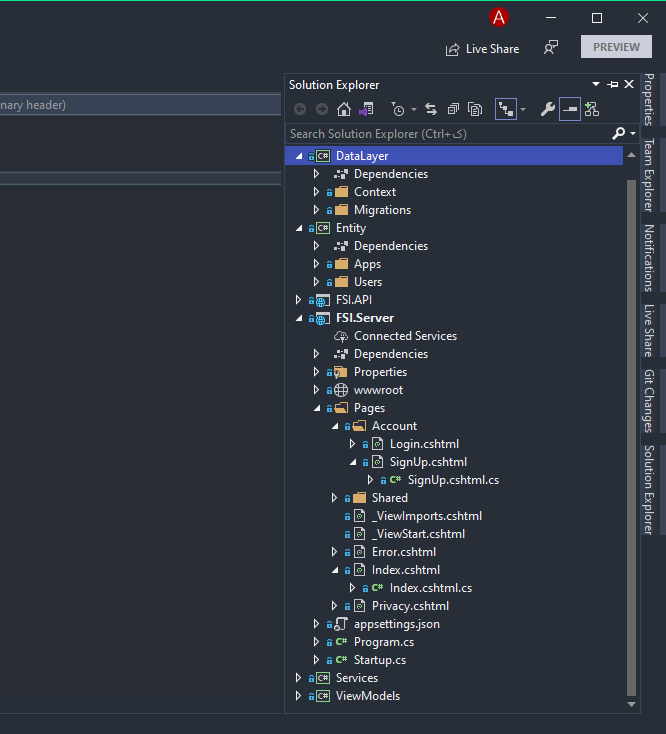 A
Live Share
PREVIEW
Solution Explorer
nary header)
Search Solution Explorer (Ctrl+ک)
DataLayer
Dependencies
Context
Migrations
Entity
Dependencies
Apps
Users
FSI.API
FSI.Server
Connected Services
Dependencies
Properties
wwwroot
Pages
Account
Login.cshtml
SignUp.cshtml
C# SignUp.cshtml.cs
Shared
_ViewImports.cshtml
_ViewStart.cshtml
Error.cshtml
Index.cshtml
C# Index.cshtml.cs
Privacy.cshtml
appsettings.json
C# Program.cs
C# Startup.cs
Services
ViewModels
Properties
Team Explorer
Notifications
Live Share
Git Changes
Solution Explorer